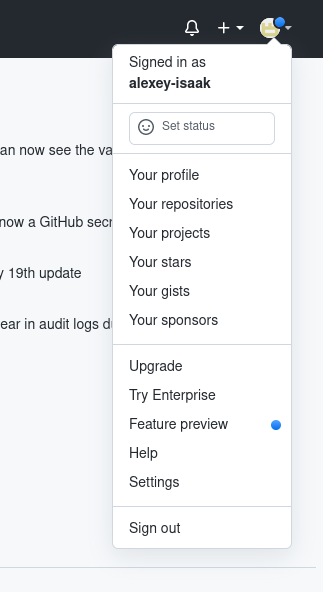 Signed in as
alexey-isaak
Set status
an now see the va
Your profile
Your repositories
now a GitHub secr
Your projects
Your stars
y 19th update
Your gists
Your sponsors
ear in audit logs d
Upgrade
Try Enterprise
Feature preview
Help
Settings
Sign out